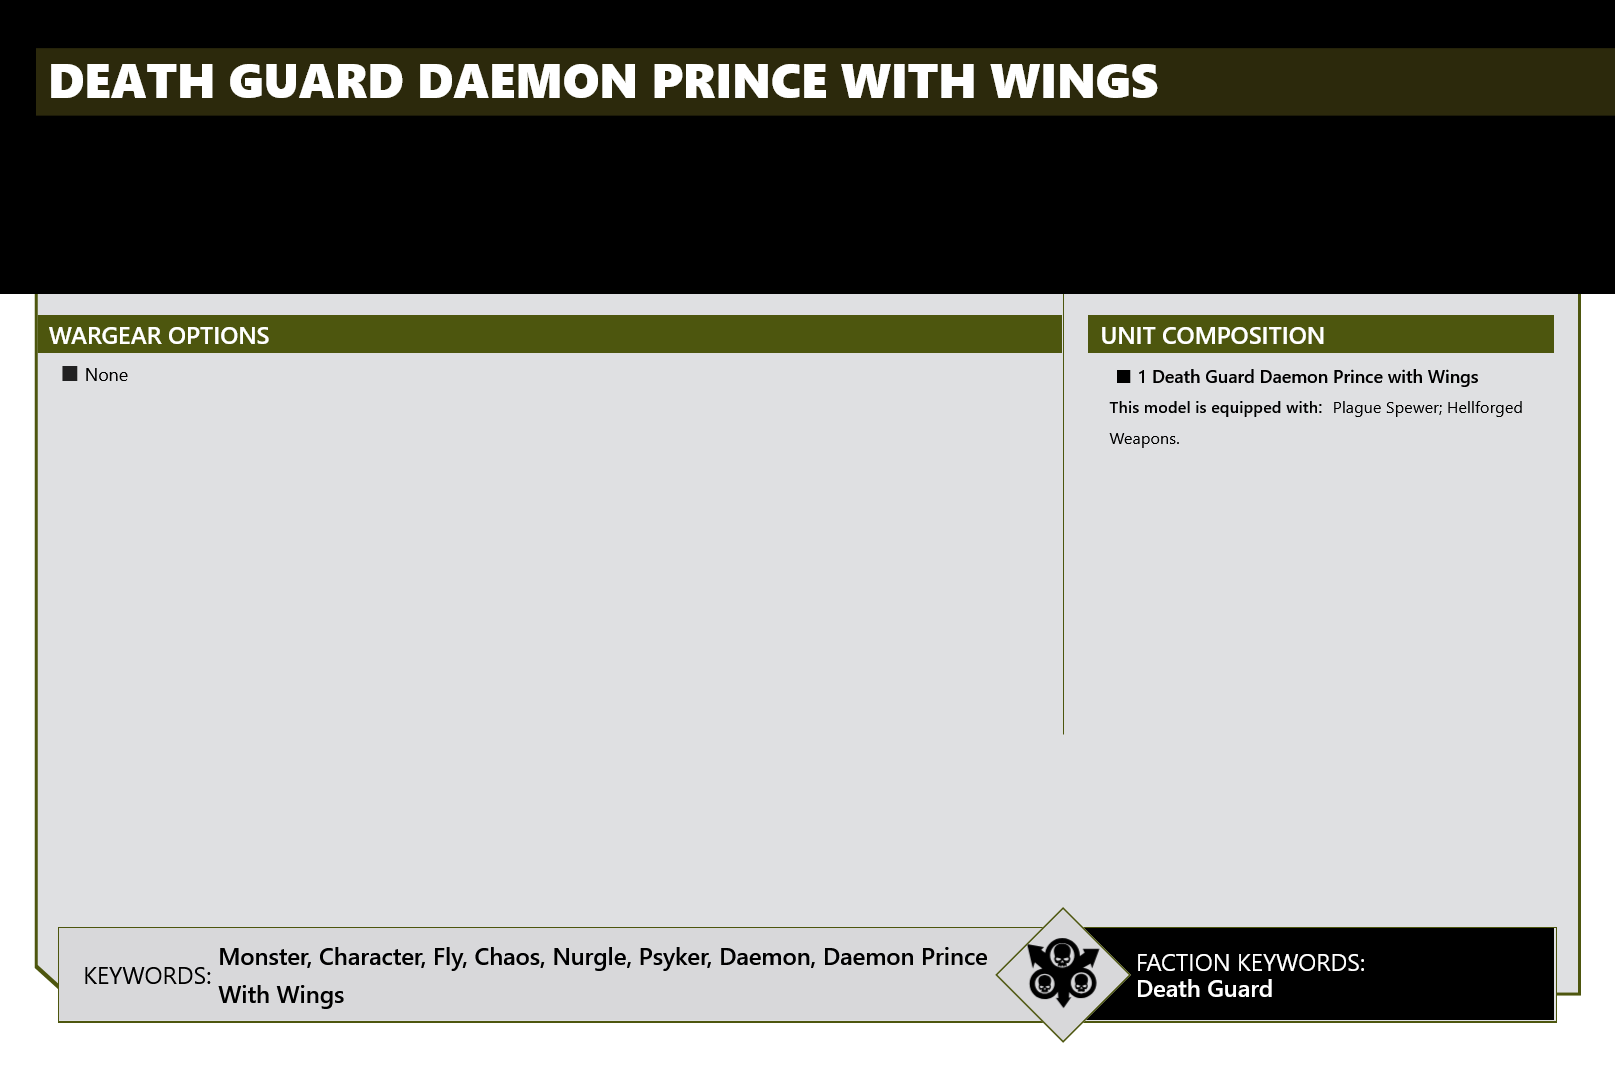 DEATH GUARD DAEMON PRINCE WITH WINGS
WARGEAR OPTIONS
■ None
UNIT COMPOSITION
■ 1 Death Guard Daemon Prince with Wings
This model is equipped with: Plague Spewer; Hellforged
Weapons.
KEYWORDS: Monster, Character, Fly, Chaos, Nurgle, Psyker, Daemon, Daemon Prince
With Wings
FACTION KEYWORDS:
Death Guard